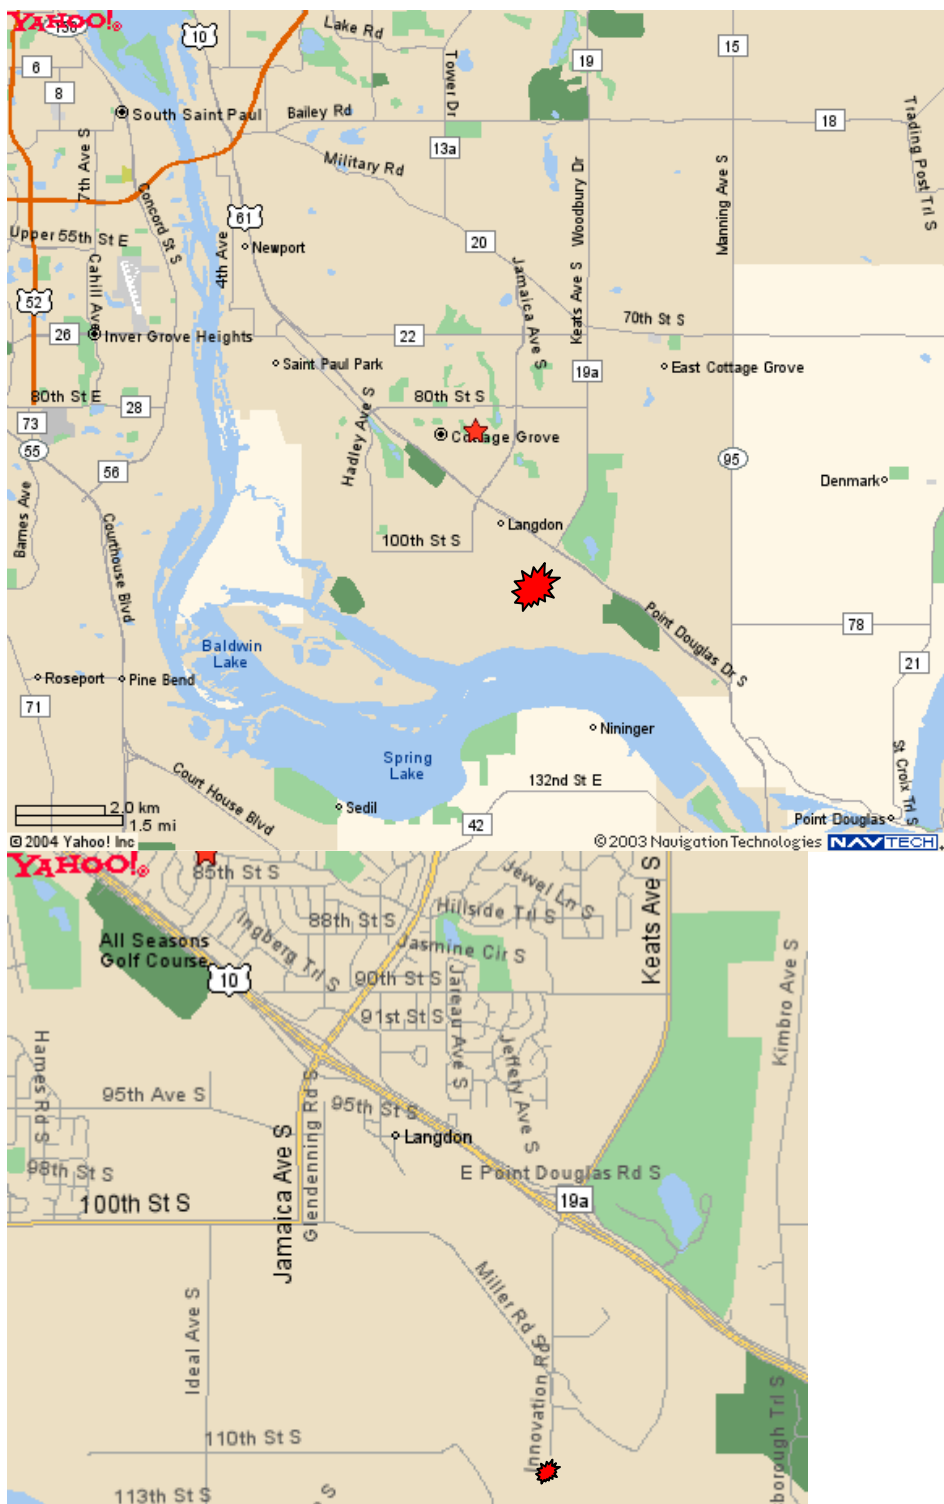 YAHOO!®
156
10
Lake Rd
15
19
6
8
Tower Dr
South Saint Paul
Bailey Rd
18
Trading Post Trl S
7th Ave S
13a
Military Rd
Woodbury Dr
Manning Ave S
Concord St S
61
Upper 55th St E
Newport
20
4th Ave
Jamaica Ave S
Keats Ave S
52
Cahill Ave
70th St S
26
Inver Grove Heights
22
Saint Paul Park
19a
East Cottage Grove
80th St E
28
80th St S
73
Hadley Ave S
Cottage Grove
55
56
95
Denmark
Barnes Ave
Courthouse Blvd
Langdon
100th St S
Point Douglas Dr S
78
Baldwin
Lake
21
Roseport
Pine Bend
71
Nininger
Spring
Lake
Court House Blvd
132nd St E
St Croix Trl S
2.0 km
Sedil
1.5 mi
42
Point Douglas
© 2004 Yahoo! Inc
© 2003 Navigation Technologies
NAVTECH
YAHOO!®
85th St S
Jewel Ln S
Keats Ave S
88th St S
Hillside Trl S
Ingberg Trl S
All Seasons
Golf Course
Jasmine Cir S
Kimbro Ave S
10
90th St S
Jareau Ave S
91st St S
Jeffery Ave S
Hames Rd S
95th Ave S
95th St S
Glendenning Rd S
Langdon
Jamaica Ave S
98th St S
E Point Douglas Rd S
100th St S
19a
Miller Rd S
Ideal Ave S
Innovation Rd
110th St S
borough Trl S
113th St S